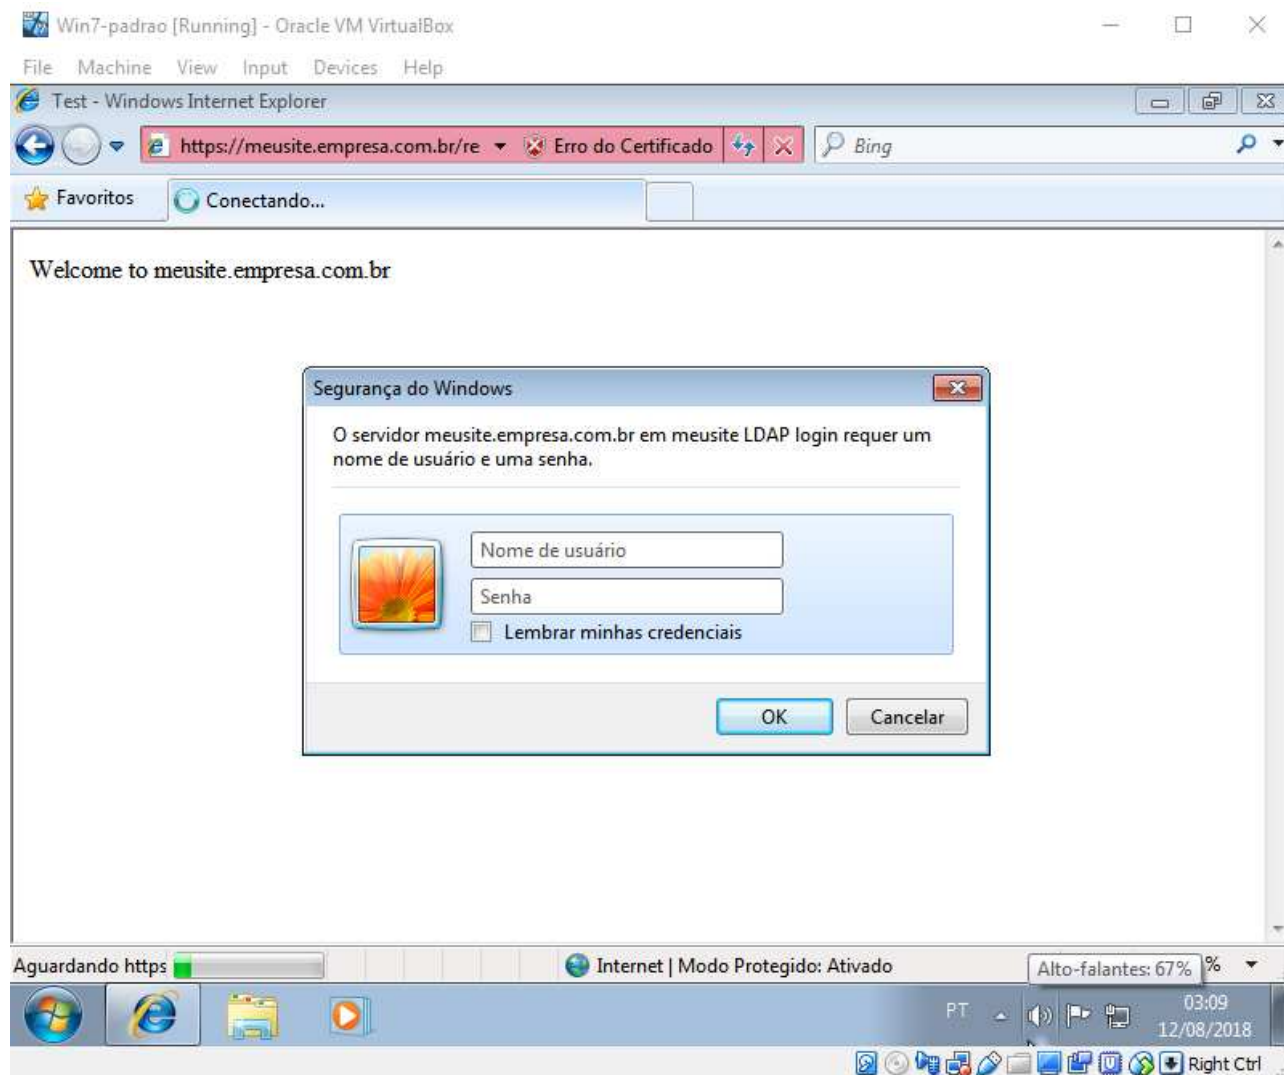 Win7-padrao [Running] - Oracle VM VirtualBox
File Machine View Input Devices Help
Test - Windows Internet Explorer
https://meusite.empresa.com.br/re Erro do Certificado Bing
Favoritos Conectando...
Welcome to meusite.empresa.com.br
Segurança do Windows
O servidor meusite.empresa.com.br em meusite LDAP login requer um
nome de usuário e uma senha.
Nome de usuário
Senha
Lembrar minhas credenciais
OK Cancelar
Aguardando https Internet | Modo Protegido: Ativado Alto-falantes: 67% %
PT 03:09
12/08/2018
Right Ctrl